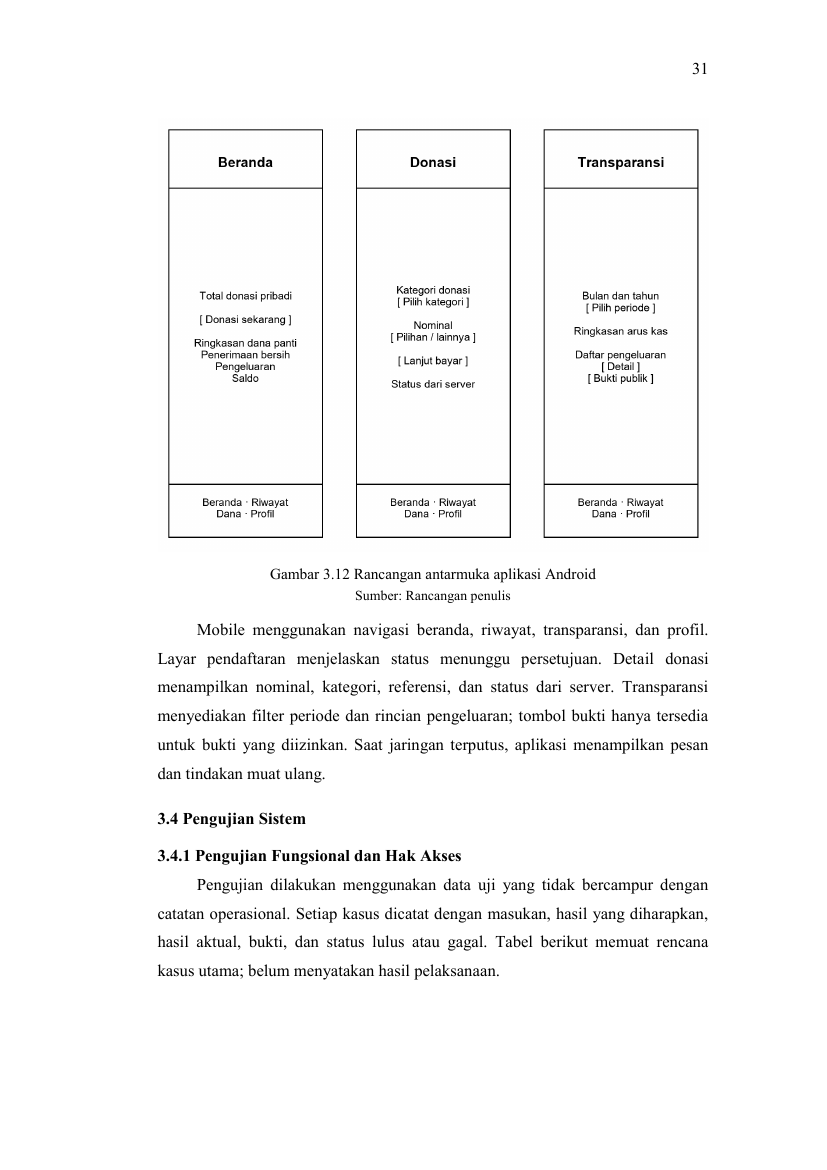 31
Beranda
Total donasi pribadi
[ Donasi sekarang ]
Ringkasan dana panti
Penerimaan bersih
Pengeluaran
Saldo
Beranda · Riwayat
Dana · Profil
Donasi
Kategori donasi
[ Pilih kategori ]
Nominal
[ Pilihan / lainnya ]
[ Lanjut bayar ]
Status dari server
Beranda · Riwayat
Dana · Profil
Transparansi
Bulan dan tahun
[ Pilih periode ]
Ringkasan arus kas
Daftar pengeluaran
[ Detail ]
[ Bukti publik ]
Beranda · Riwayat
Dana · Profil
Gambar 3.12 Rancangan antarmuka aplikasi Android
Sumber: Rancangan penulis
Mobile menggunakan navigasi beranda, riwayat, transparansi, dan profil.
Layar pendaftaran menjelaskan status menunggu persetujuan. Detail donasi
menampilkan nominal, kategori, referensi, dan status dari server. Transparansi
menyediakan filter periode dan rincian pengeluaran; tombol bukti hanya tersedia
untuk bukti yang diizinkan. Saat jaringan terputus, aplikasi menampilkan pesan
dan tindakan muat ulang.
3.4 Pengujian Sistem
3.4.1 Pengujian Fungsional dan Hak Akses
Pengujian dilakukan menggunakan data uji yang tidak bercampur dengan
catatan operasional. Setiap kasus dicatat dengan masukan, hasil yang diharapkan,
hasil aktual, bukti, dan status lulus atau gagal. Tabel berikut memuat rencana
kasus utama; belum menyatakan hasil pelaksanaan.